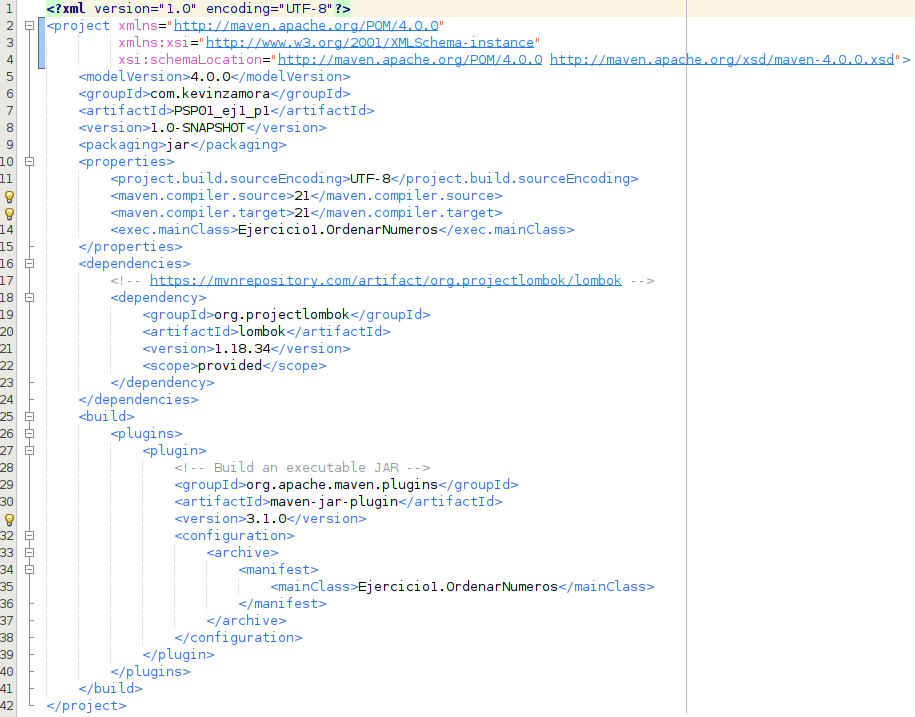 1 <?xml version="1.0" encoding="UTF-8"?>
2 <project xmlns="http://maven.apache.org/POM/4.0.0"
3 xmlns:xsi="http://www.w3.org/2001/XMLSchema-instance"
4 xsi:schemaLocation="http://maven.apache.org/POM/4.0.0 http://maven.apache.org/xsd/maven-4.0.0.xsd">
5 <modelVersion>4.0.0</modelVersion>
6 <groupId>com.kevinzamora</groupId>
7 <artifactId>PSP01_ej1_p1</artifactId>
8 <version>1.0-SNAPSHOT</version>
9 <packaging>jar</packaging>
10 <properties>
11 <project.build.sourceEncoding>UTF-8</project.build.sourceEncoding>
<maven.compiler.source>21</maven.compiler.source>
<maven.compiler.target>21</maven.compiler.target>
14 <exec.mainClass>Ejercicio1.OrdenarNumeros</exec.mainClass>
15 </properties>
16 <dependencies>
17 <!-- https://mvnrepository.com/artifact/org.projectlombok/lombok -->
18 <dependency>
19 <groupId>org.projectlombok</groupId>
20 <artifactId>lombok</artifactId>
21 <version>1.18.34</version>
22 <scope>provided</scope>
23 </dependency>
24 </dependencies>
25 <build>
26 <plugins>
27 <plugin>
28 <!-- Build an executable JAR -->
29 <groupId>org.apache.maven.plugins</groupId>
30 <artifactId>maven-jar-plugin</artifactId>
<version>3.1.0</version>
32 <configuration>
33 <archive>
34 <manifest>
35 <mainClass>Ejercicio1.OrdenarNumeros</mainClass>
36 </manifest>
37 </archive>
38 </configuration>
39 </plugin>
40 </plugins>
41 </build>
42 </project>